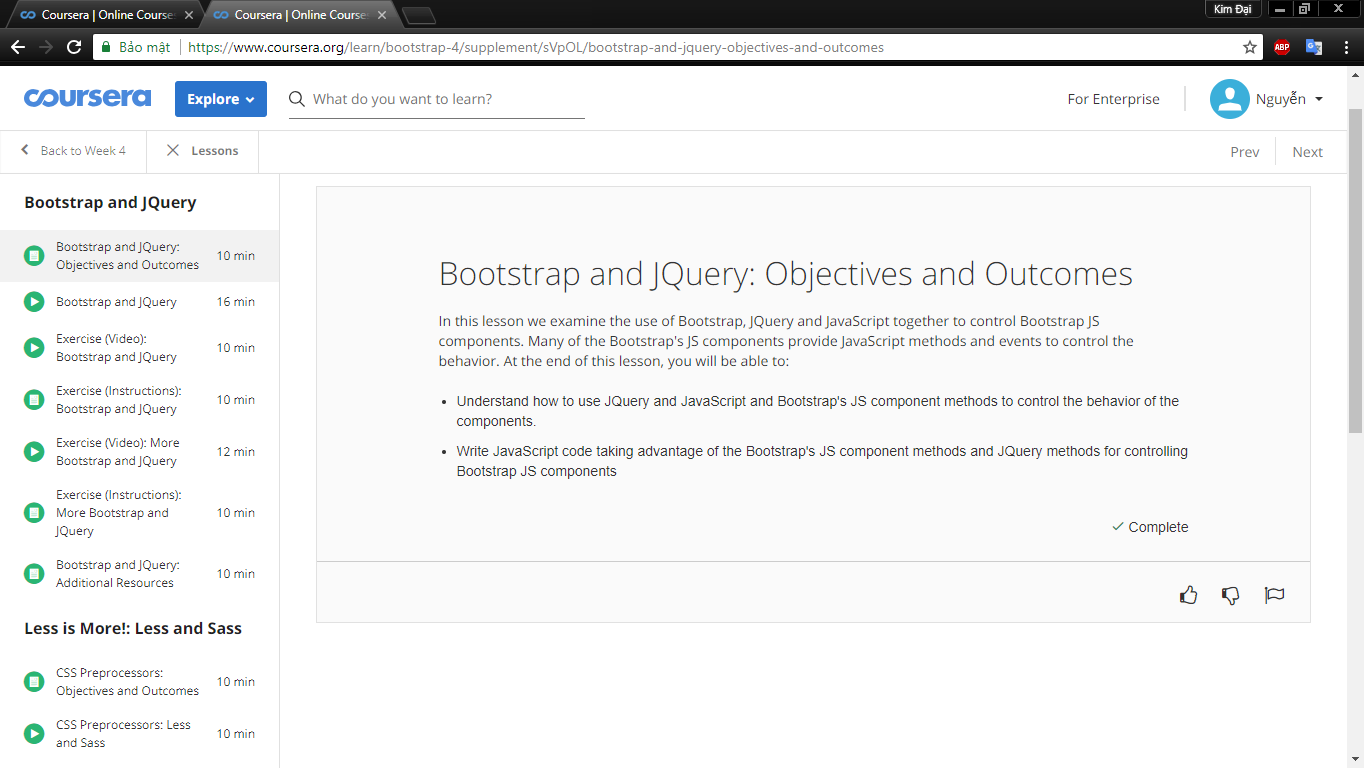 Coursera | Online Course
Coursera | Online Course
Kim Đại
Bảo mật
https://www.coursera.org/learn/bootstrap-4/supplement/sVpOL/bootstrap-and-jquery-objectives-and-outcomes
ABP
coursera
Explore
What do you want to learn?
For Enterprise
Nguyễn
Back to Week 4
Lessons
Prev
Next
Bootstrap and JQuery
Bootstrap and JQuery:
Objectives and Outcomes
10 min
Bootstrap and JQuery
16 min
Exercise (Video):
Bootstrap and JQuery
10 min
Exercise (Instructions):
Bootstrap and JQuery
10 min
Exercise (Video): More
Bootstrap and JQuery
12 min
Exercise (Instructions):
More Bootstrap and
JQuery
10 min
Bootstrap and JQuery:
Additional Resources
10 min
Less is More!: Less and Sass
CSS Preprocessors:
Objectives and Outcomes
10 min
CSS Preprocessors: Less
and Sass
10 min
Bootstrap and JQuery: Objectives and Outcomes
In this lesson we examine the use of Bootstrap, JQuery and JavaScript together to control Bootstrap JS
components. Many of the Bootstrap's JS components provide JavaScript methods and events to control the
behavior. At the end of this lesson, you will be able to:
• Understand how to use JQuery and JavaScript and Bootstrap's JS component methods to control the behavior of the
components.
• Write JavaScript code taking advantage of the Bootstrap's JS component methods and JQuery methods for controlling
Bootstrap JS components
Complete